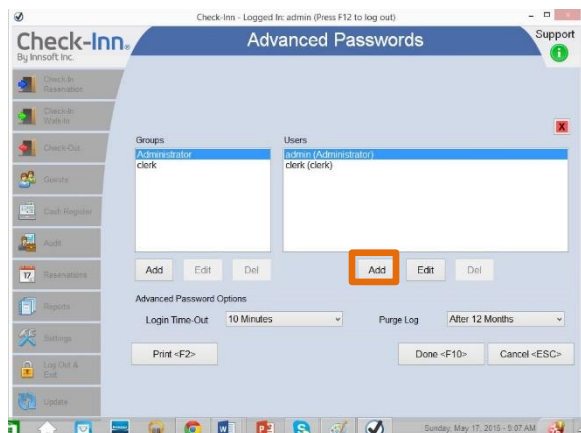 Check-Inn - Logged In: admin (Press F12 to log out)
Check-Inn®
By Innsoft Inc.
Advanced Passwords
Support
Check-In
Reservation
Check-In
Walk-In
Check-Out
Guests
Cash Register
Audit
17
Reservations
Reports
Settings
Log Out &
Exit
Update
X
Groups
Users
Administrator
admin (Administrator)
clerk
clerk (clerk)
Add
Edit
Del
Add
Edit
Del
Advanced Password Options
Login Time-Out
10 Minutes
Purge Log
After 12 Months
Print <F2>
Done <F10>
Cancel <ESC>
Sunday, May 17, 2015 - 9:07 AM